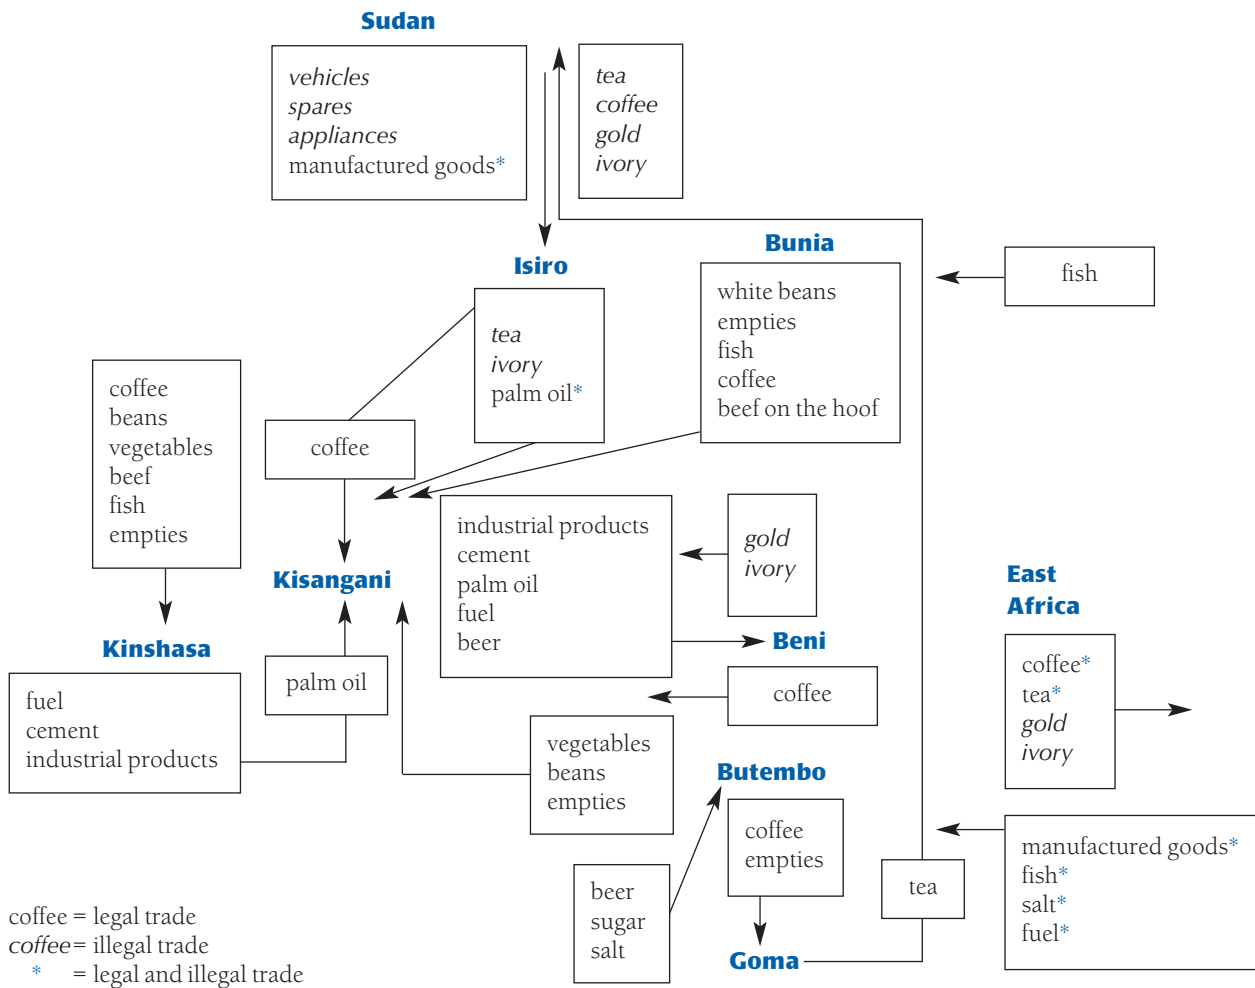 Sudan
vehicles
spares
appliances
manufactured goods*
tea
coffee
gold
ivory
Isiro
tea
ivory
palm oil*
Bunia
white beans
empties
fish
coffee
beef on the hoof
fish
coffee
beans
vegetables
beef
fish
empties
coffee
Kisangani
industrial products
cement
palm oil
fuel
beer
gold
ivory
Beni
East
Africa
coffee*
tea*
gold
ivory
Kinshasa
fuel
cement
industrial products
palm oil
coffee
vegetables
beans
empties
Butembo
coffee
empties
beer
sugar
salt
Goma
tea
manufactured goods*
fish*
salt*
fuel*
coffee = legal trade
coffee = illegal trade
* = legal and illegal trade